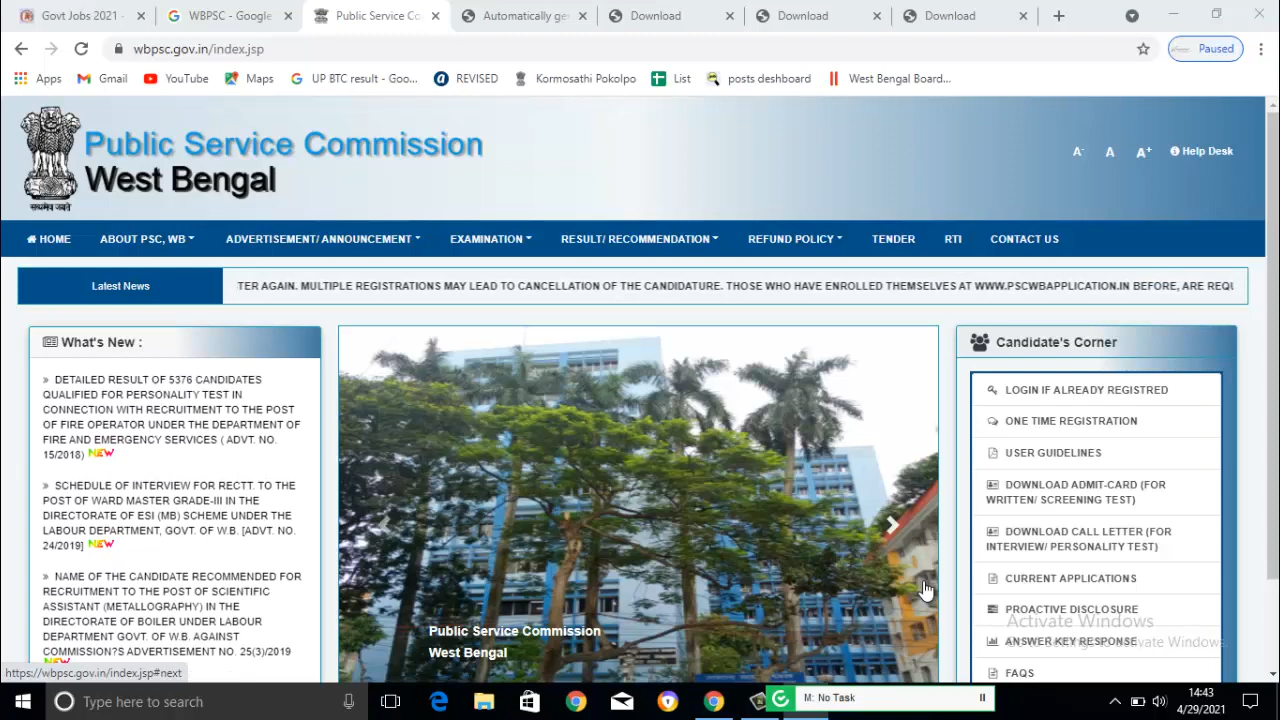 Govt Jobs 2021 -
WBPSC - Google
Public Service Co
Automatically ge
Download
Download
Download
wbpsc.gov.in/index.jsp
Paused
Apps
Gmail
YouTube
Maps
UP BTC result - Goo...
REVISED
Kormosathi Pokolpo
List
posts deshboard
West Bengal Board...
सत्यमेव जयते
Public Service Commission
West Bengal
A-
A
A+
Help Desk
HOME
ABOUT PSC, WB
ADVERTISEMENT/ ANNOUNCEMENT
EXAMINATION
RESULT/ RECOMMENDATION
REFUND POLICY
TENDER
RTI
CONTACT US
Latest News
TER AGAIN. MULTIPLE REGISTRATIONS MAY LEAD TO CANCELLATION OF THE CANDIDATURE. THOSE WHO HAVE ENROLLED THEMSELVES AT WWW.PSCWBAPPLICATION.IN BEFORE, ARE REQU
What's New :
» DETAILED RESULT OF 5376 CANDIDATES
QUALIFIED FOR PERSONALITY TEST IN
CONNECTION WITH RECRUITMENT TO THE POST
OF FIRE OPERATOR UNDER THE DEPARTMENT OF
FIRE AND EMERGENCY SERVICES ( ADVT. NO.
15/2018) NEW
» SCHEDULE OF INTERVIEW FOR RECTT. TO THE
POST OF WARD MASTER GRADE-III IN THE
DIRECTORATE OF ESI (MB) SCHEME UNDER THE
LABOUR DEPARTMENT, GOVT. OF W.B. [ADVT. NO.
24/2019] NEW
» NAME OF THE CANDIDATE RECOMMENDED FOR
RECRUITMENT TO THE POST OF SCIENTIFIC
ASSISTANT (METALLOGRAPHY) IN THE
DIRECTORATE OF BOILER UNDER LABOUR
DEPARTMENT GOVT. OF W.B. AGAINST
COMMISSION?S ADVERTISEMENT NO. 25(3)/2019
NEW
Public Service Commission
West Bengal
Candidate's Corner
LOGIN IF ALREADY REGISTRED
ONE TIME REGISTRATION
USER GUIDELINES
DOWNLOAD ADMIT-CARD (FOR
WRITTEN/ SCREENING TEST)
DOWNLOAD CALL LETTER (FOR
INTERVIEW/ PERSONALITY TEST)
CURRENT APPLICATIONS
PROACTIVE DISCLOSURE
Activate Windows
ANSWER KEY RESPONSE
Go to Settings to activate Windows.
FAQS
https://wbpsc.gov.in/index.jsp#next
Type here to search
M: No Task
14:43
4/29/2021